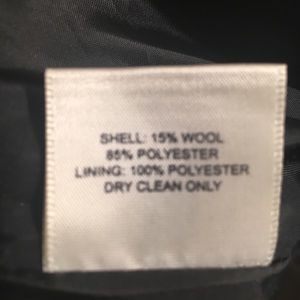 SHELL: 15% WOOL
85% POLYESTER
LINING: 100% POLYESTER
DRY CLEAN ONLY